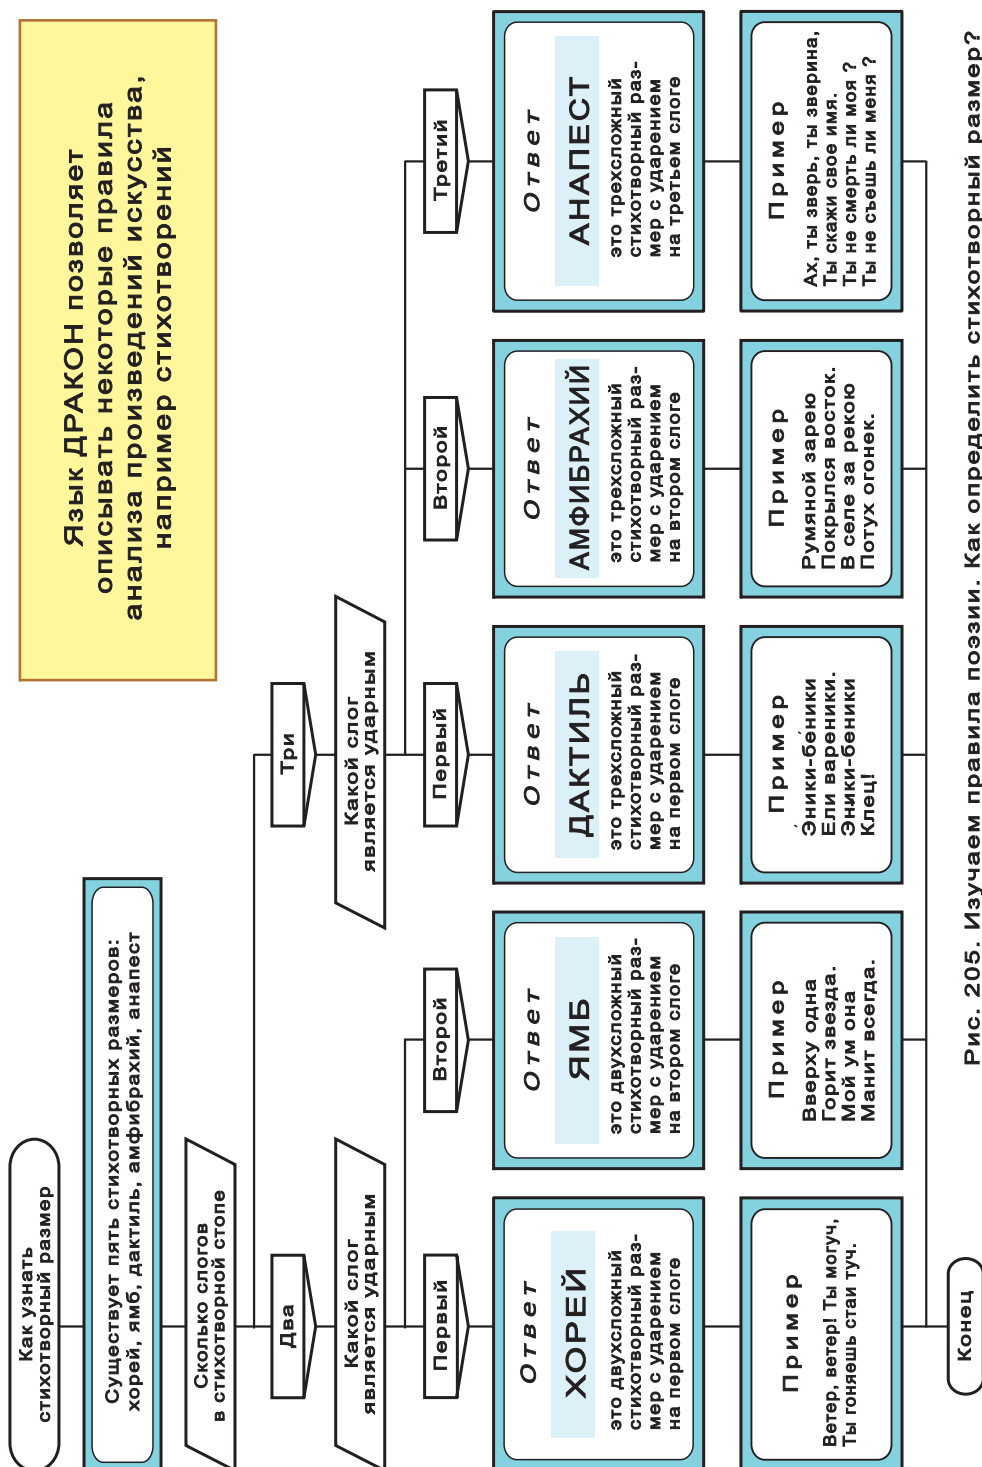 Как узнать
стихотворный размер
Язык ДРАКОН позволяет
описывать некоторые правила
анализа произведений искусства,
например стихотворений
Существует пять стихотворных размеров:
хорей, ямб, дактиль, амфибрахий, анапест
Сколько слогов
в стихотворной стопе
Два
Три
Какой слог
является ударным
Какой слог
является ударным
Первый
Второй
Первый
Второй
Третий
Ответ
ХОРЕЙ
это двухсложный
стихотворный раз-
мер с ударением
на первом слоге
Ответ
ЯМБ
это двухсложный
стихотворный раз-
мер с ударением
на втором слоге
Ответ
ДАКТИЛЬ
это трехсложный
стихотворный раз-
мер с ударением
на первом слоге
Ответ
АМФИБРАХИЙ
это трехсложный
стихотворный раз-
мер с ударением
на втором слоге
Ответ
АНАПЕСТ
это трехсложный
стихотворный раз-
мер с ударением
на третьем слоге
Пример
Ветер, ветер! Ты могуч,
Ты гоняешь стаи туч.
Пример
Вверху одна
Горит звезда.
Мой ум она
Манит всегда.
Пример
Э́ники-бе́ники
Ели вареники.
Эники-беники
Клец!
Пример
Румяной зарею
Покрылся восток.
В селе за рекою
Потух огонек.
Пример
Ах, ты зверь, ты зверина,
Ты скажи свое имя.
Ты не смерть ли моя ?
Ты не съешь ли меня ?
Конец
Рис. 205. Изучаем правила поэзии. Как определить стихотворный размер?